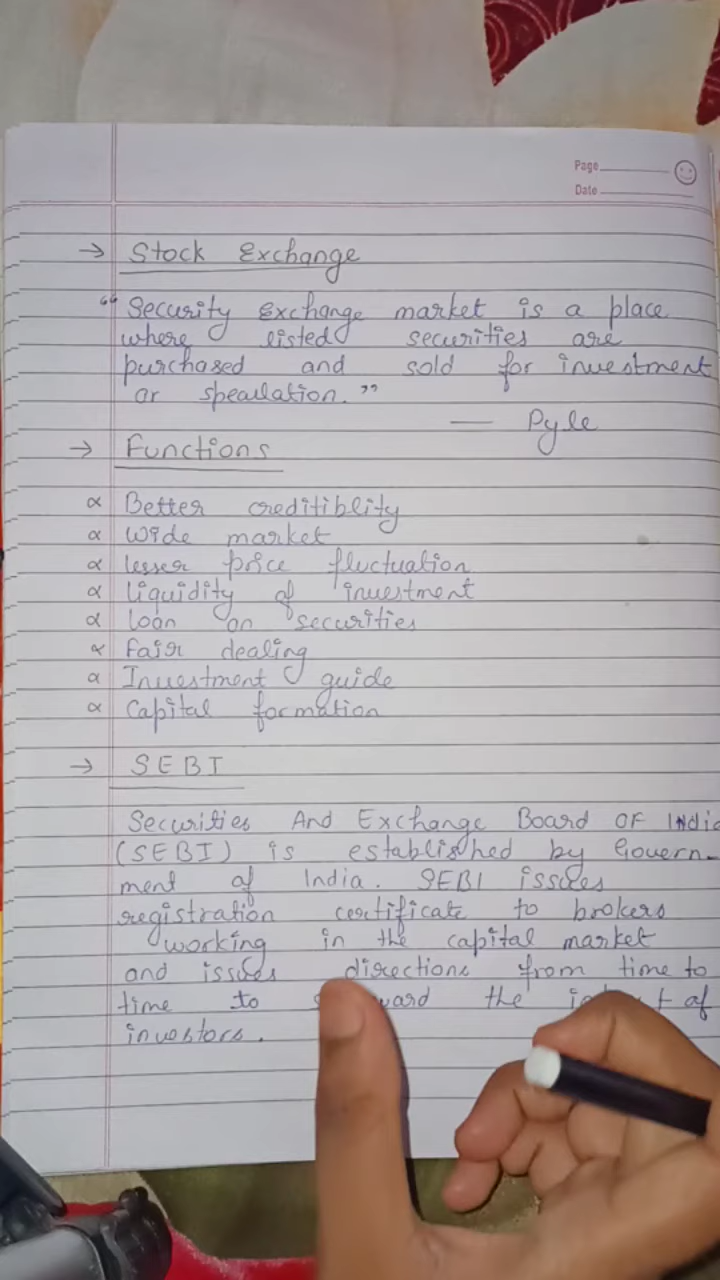 Page
Date
→ Stock Exchange
“ Security Exchange market is a place
where listed securities are
purchased and sold for investment
or speculation.”
— Pyle
→ Functions
∝ Better creditiblity
∝ Wide market
∝ lesser price fluctuation
∝ liquidity of investment
∝ loan on securities
∝ Fair dealing
∝ Investment guide
∝ Capital formation
→ SEBI
Securities And Exchange Board OF India
(SEBI) is established by Govern-
ment of India. SEBI issues
registration certificate to brokers
working in the capital market
and issues directions from time to
time to the of
investors.